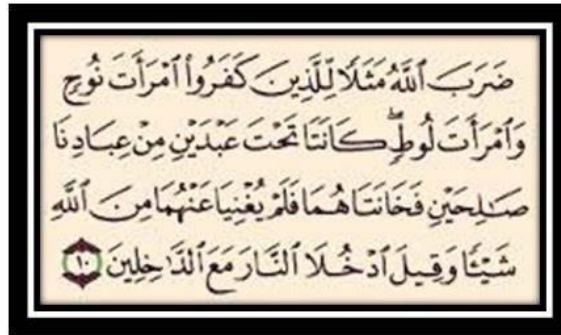 ضَرَبَ ٱللَّهُ مَثَلًا لِّلَّذِينَ كَفَرُوا۟ ٱمْرَأَتَ نُوحٍ
وَٱمْرَأَتَ لُوطٍ ۖ كَانَتَا تَحْتَ عَبْدَيْنِ مِنْ عِبَادِنَا
صَـٰلِحَيْنِ فَخَانَتَاهُمَا فَلَمْ يُغْنِيَا عَنْهُمَا مِنَ ٱللَّهِ
شَيْـًٔا وَقِيلَ ٱدْخُلَا ٱلنَّارَ مَعَ ٱلدَّٰخِلِينَ ١٠